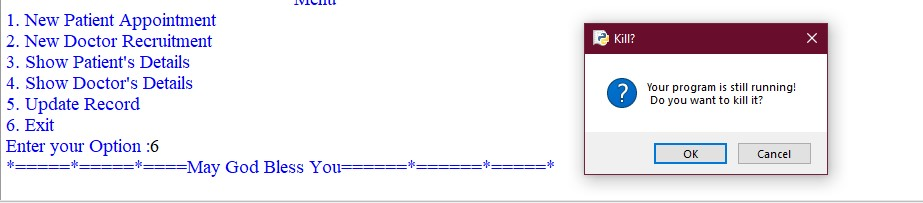 Menu
1. New Patient Appointment
2. New Doctor Recruitment
3. Show Patient's Details
4. Show Doctor's Details
5. Update Record
6. Exit
Enter your Option :6
*=====*=====*====May God Bless You======*======*=====*
Kill?
Your program is still running!
Do you want to kill it?
OK
Cancel